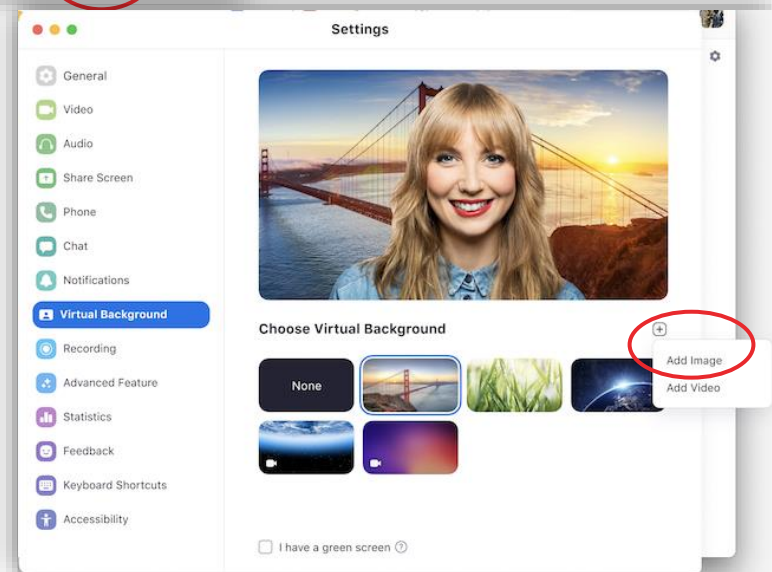 Settings
General
Video
Audio
Share Screen
Phone
Chat
Notifications
Virtual Background
Recording
Advanced Feature
Statistics
Feedback
Keyboard Shortcuts
Accessibility
Choose Virtual Background
Add Image
Add Video
None
I have a green screen